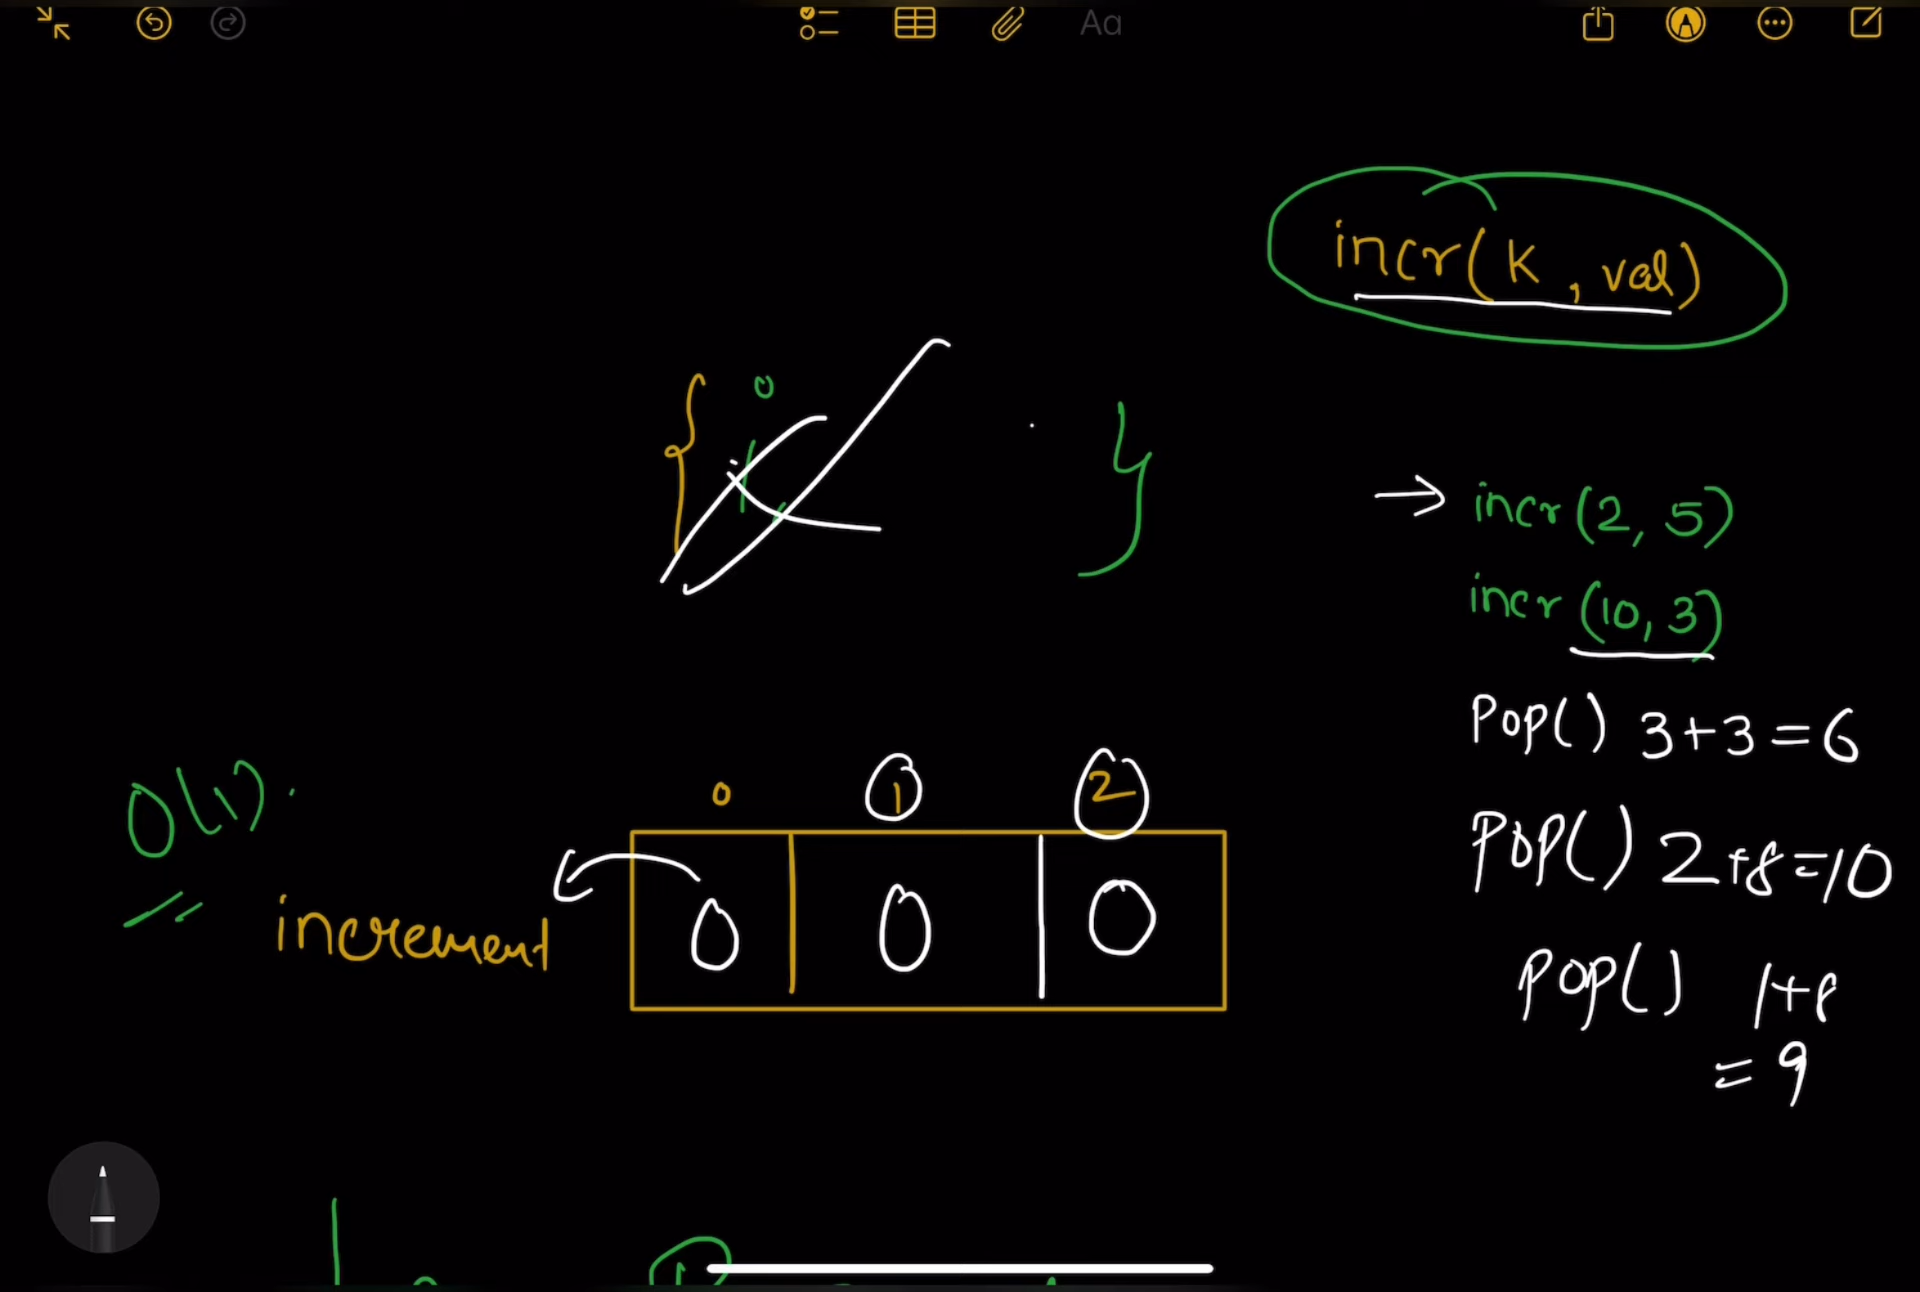 Aa
incr(K, val)
{ 0
1, }
→ incr(2, 5)
incr(10, 3)
Pop() 3+3=6
Pop() 2+8=10
Pop() 1+8
= 9
O(1).
0 1 2
increment 0 0 0